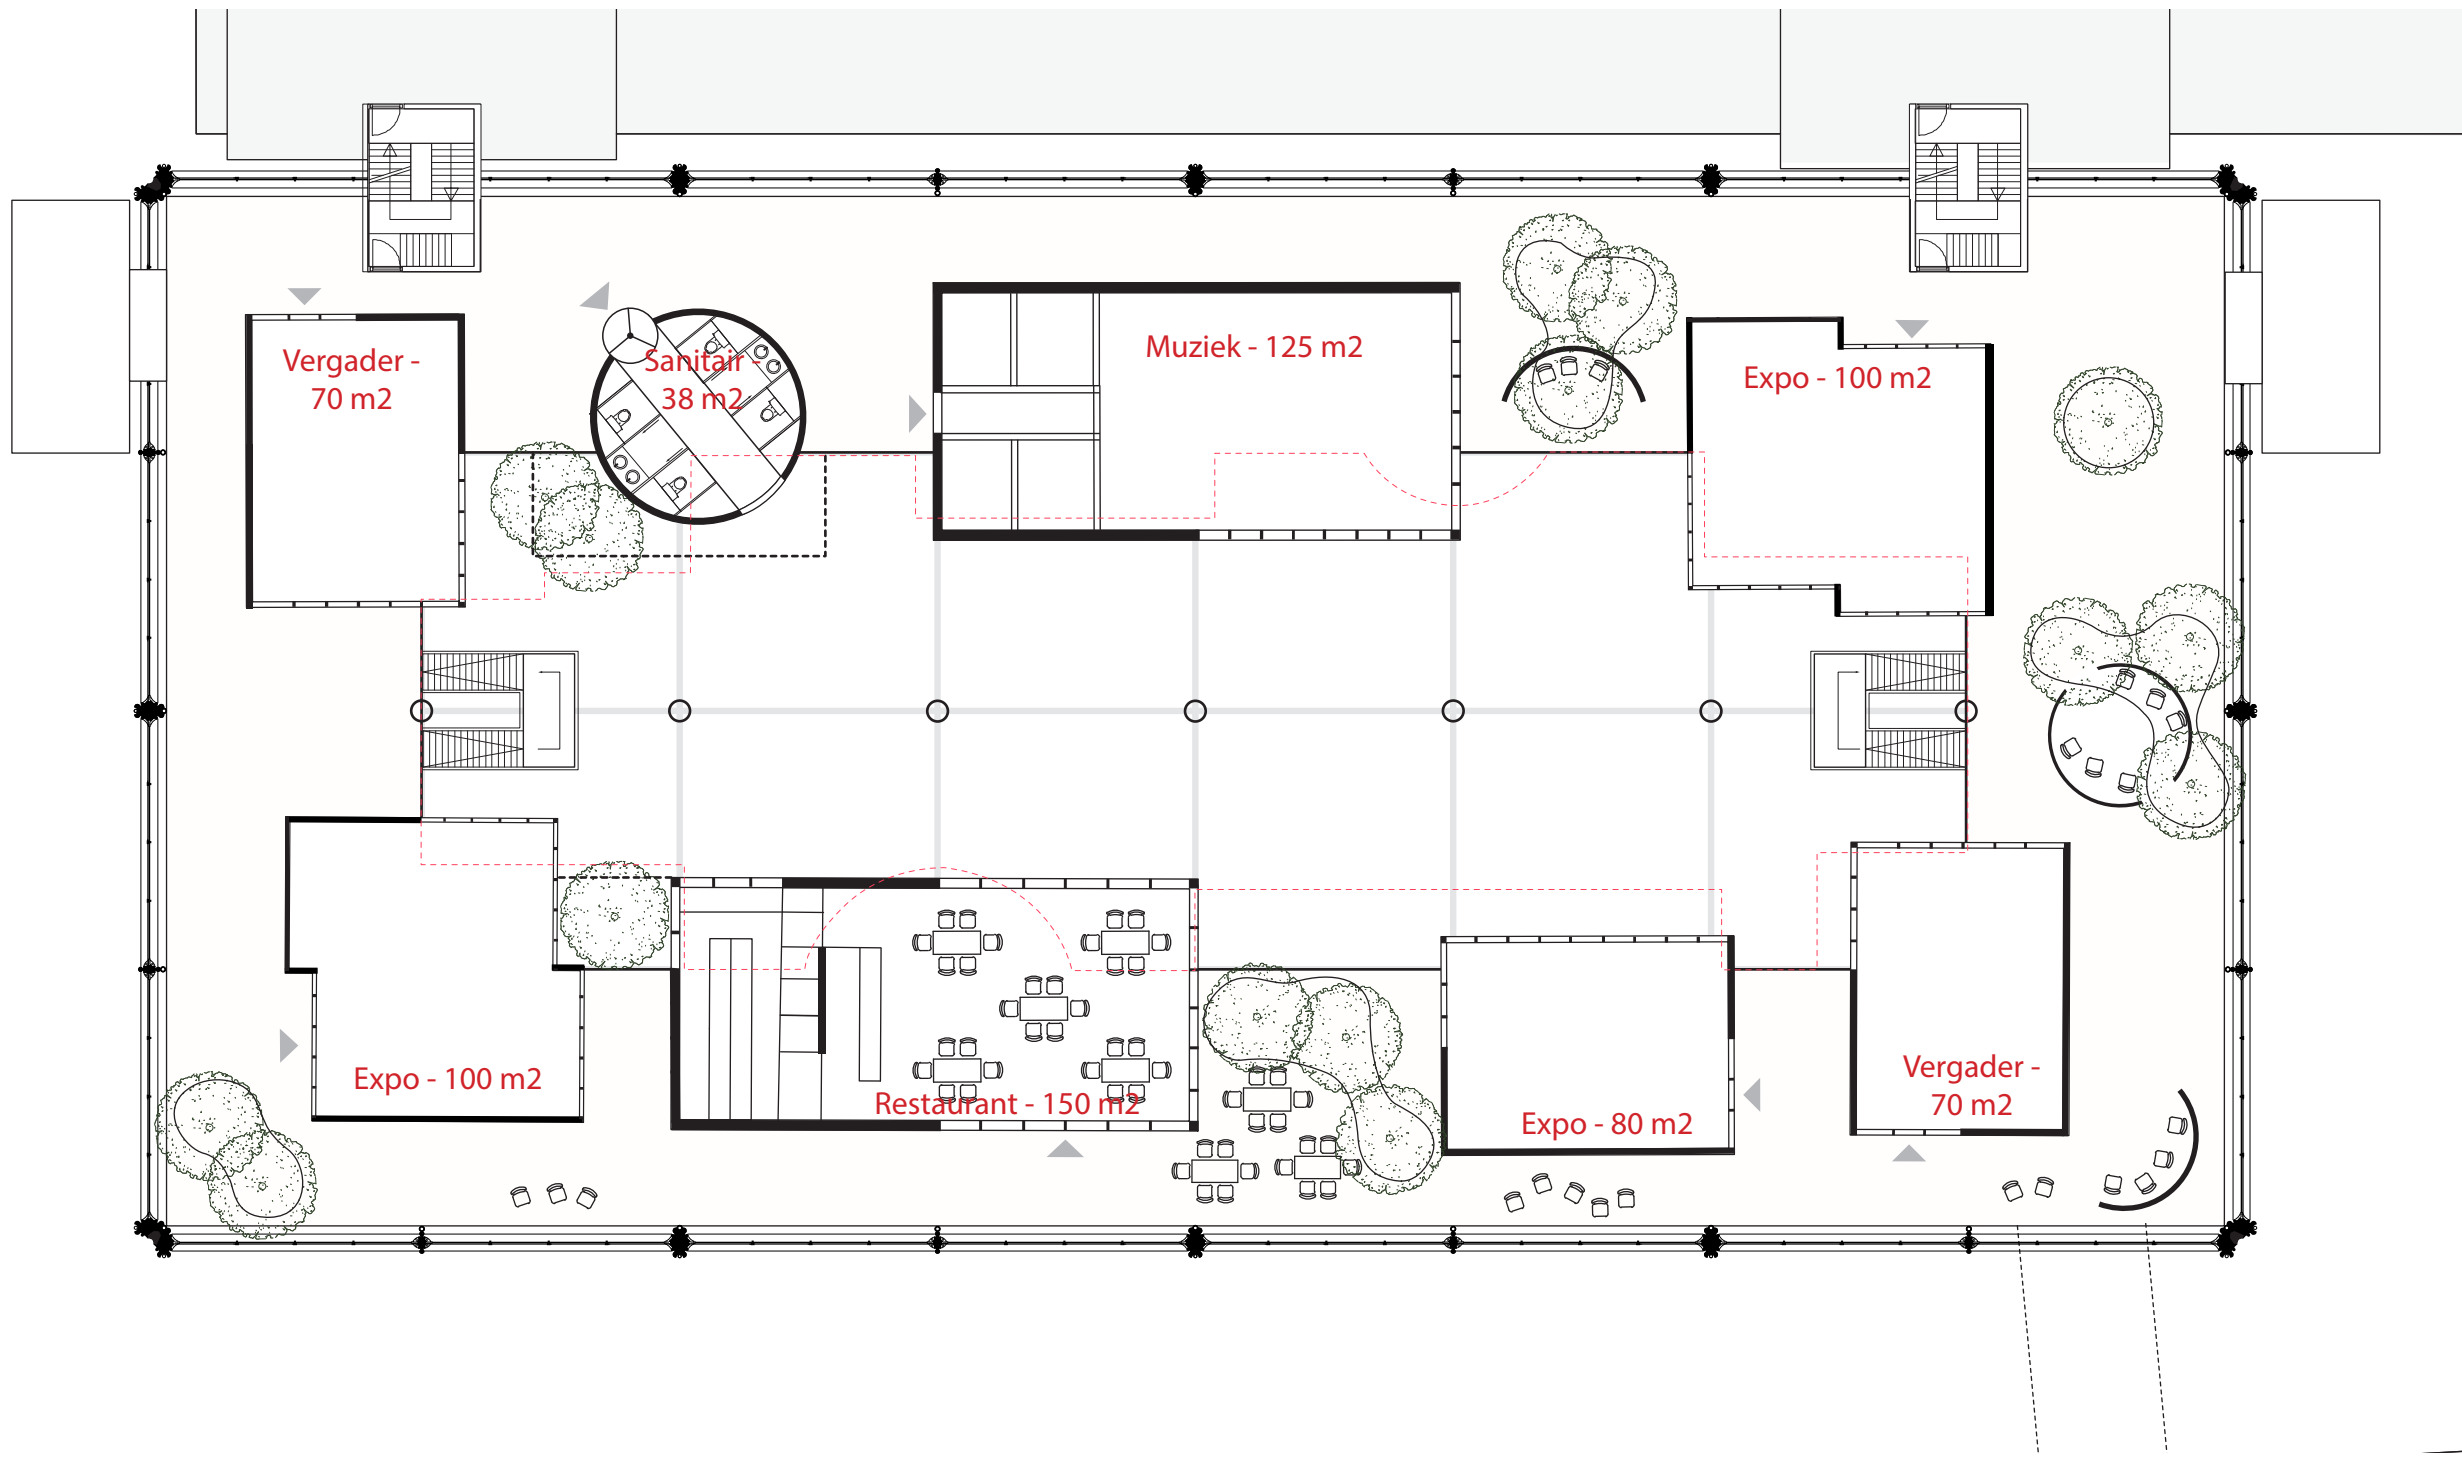 Vergader -
70 m2
Sanitair -
38 m2
Muziek - 125 m2
Expo - 100 m2
Expo - 100 m2
Restaurant - 150 m2
Expo - 80 m2
Vergader -
70 m2